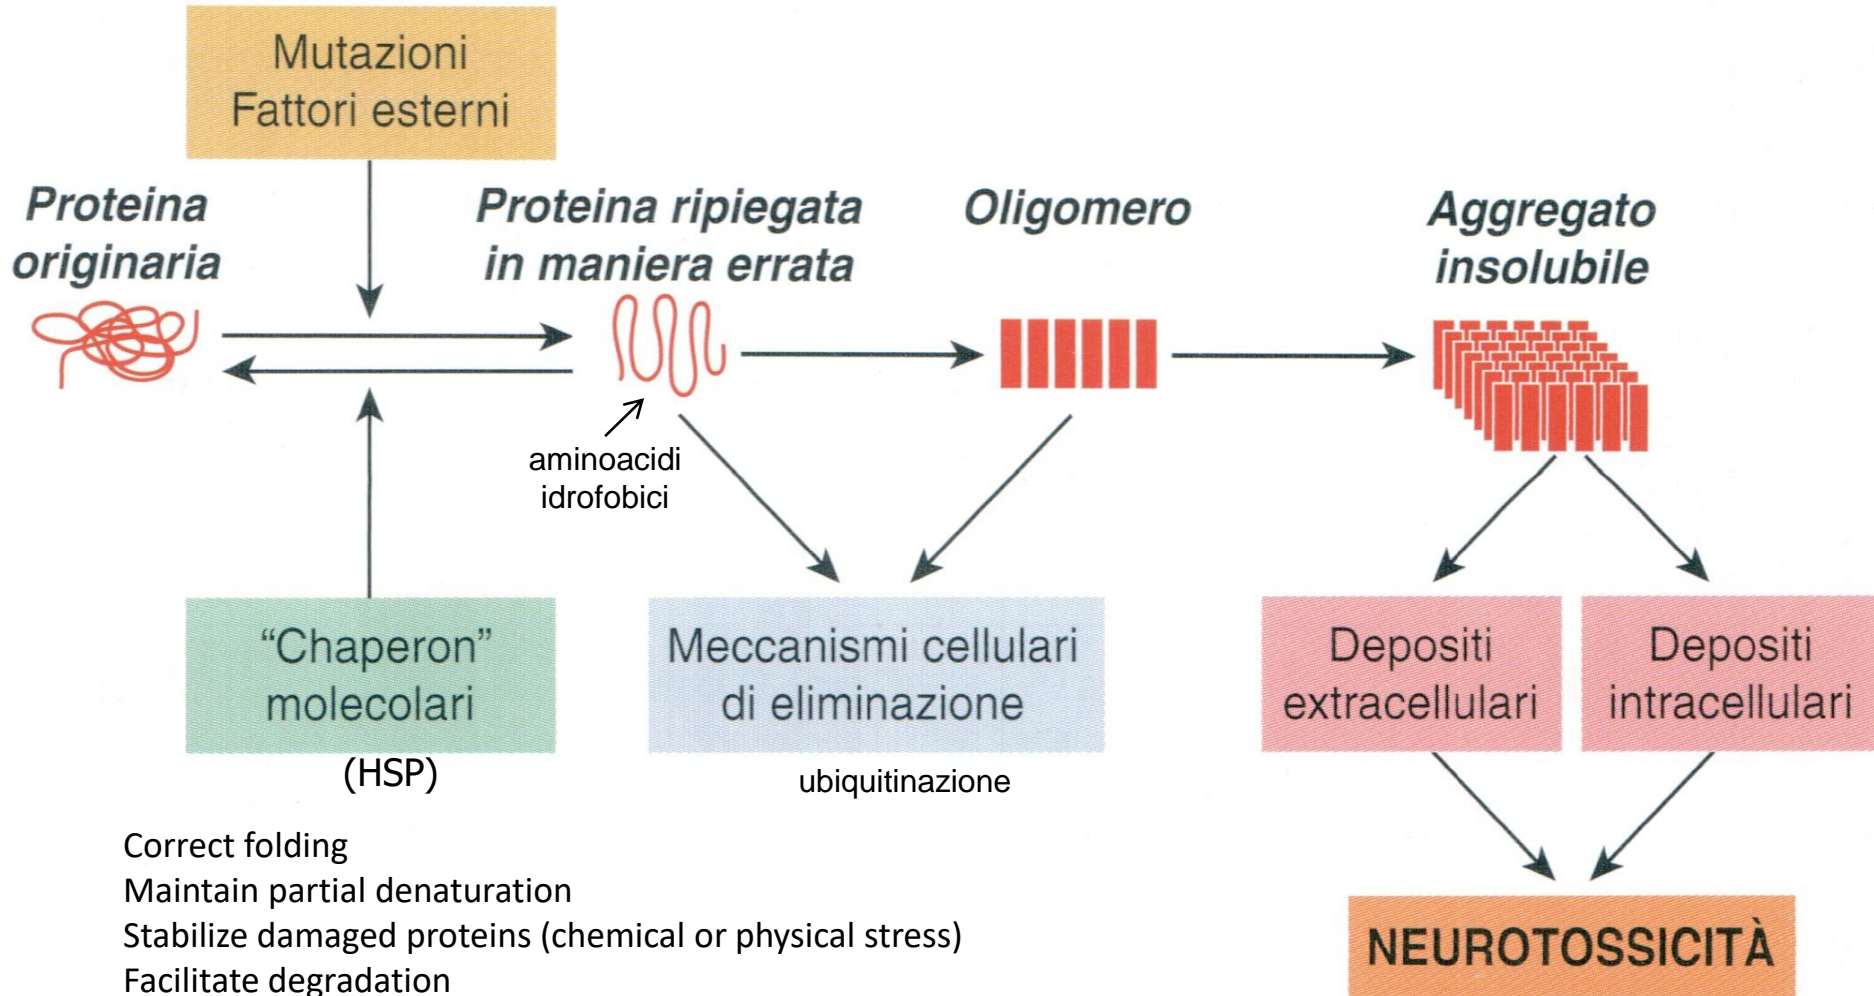 Mutazioni
Fattori esterni
Proteina
originaria
Proteina ripiegata
in maniera errata
Oligomero
Aggregato
insolubile
aminoacidi
idrofobici
“Chaperon”
molecolari
(HSP)
Meccanismi cellulari
di eliminazione
ubiquitinazione
Depositi
extracellulari
Depositi
intracellulari
Correct folding
Maintain partial denaturation
Stabilize damaged proteins (chemical or physical stress)
Facilitate degradation
NEUROTOSSICITÀ